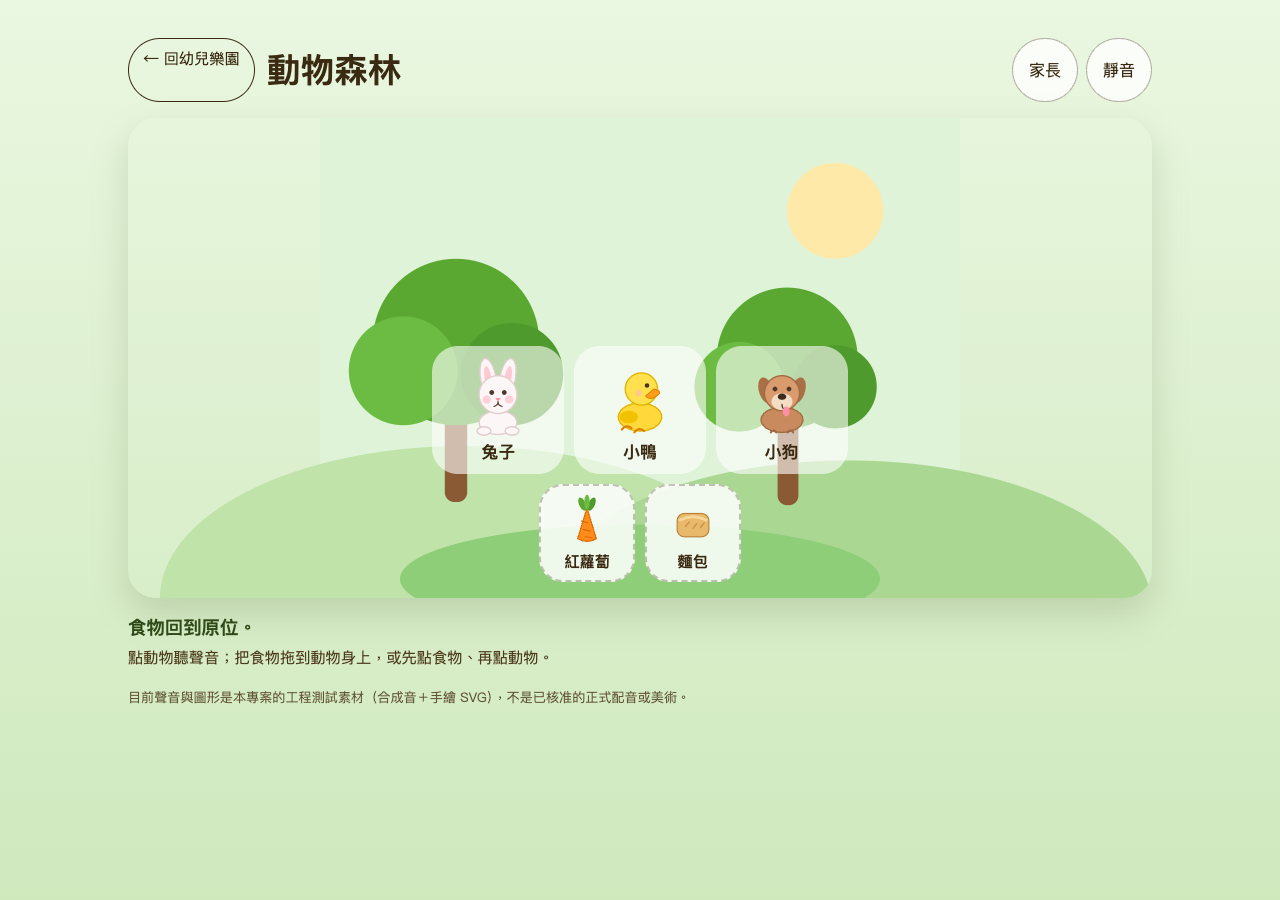 ← 回幼兒樂園
動物森林
家長
靜音
兔子
小鴨
小狗
紅蘿蔔
麵包
食物回到原位。
點動物聽聲音；把食物拖到動物身上，或先點食物、再點動物。
目前聲音與圖形是本專案的工程測試素材（合成音＋手繪 SVG），不是已核准的正式配音或美術。